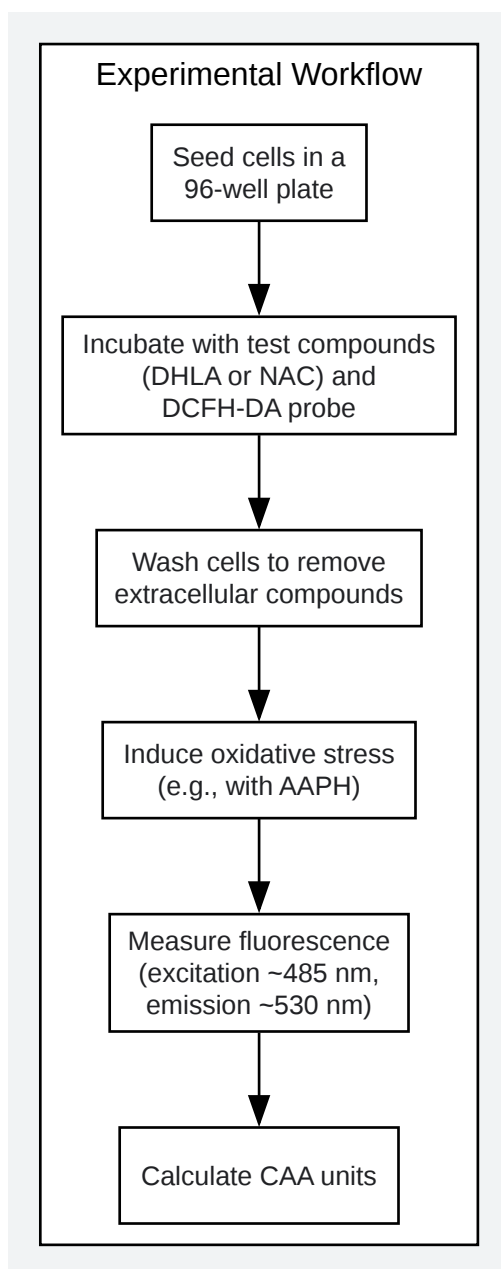 Experimental Workflow
Seed cells in a
96-well plate
Incubate with test compounds
(DHLA or NAC) and
DCFH-DA probe
Wash cells to remove
extracellular compounds
Induce oxidative stress
(e.g., with AAPH)
Measure fluorescence
(excitation ~485 nm,
emission ~530 nm)
Calculate CAA units